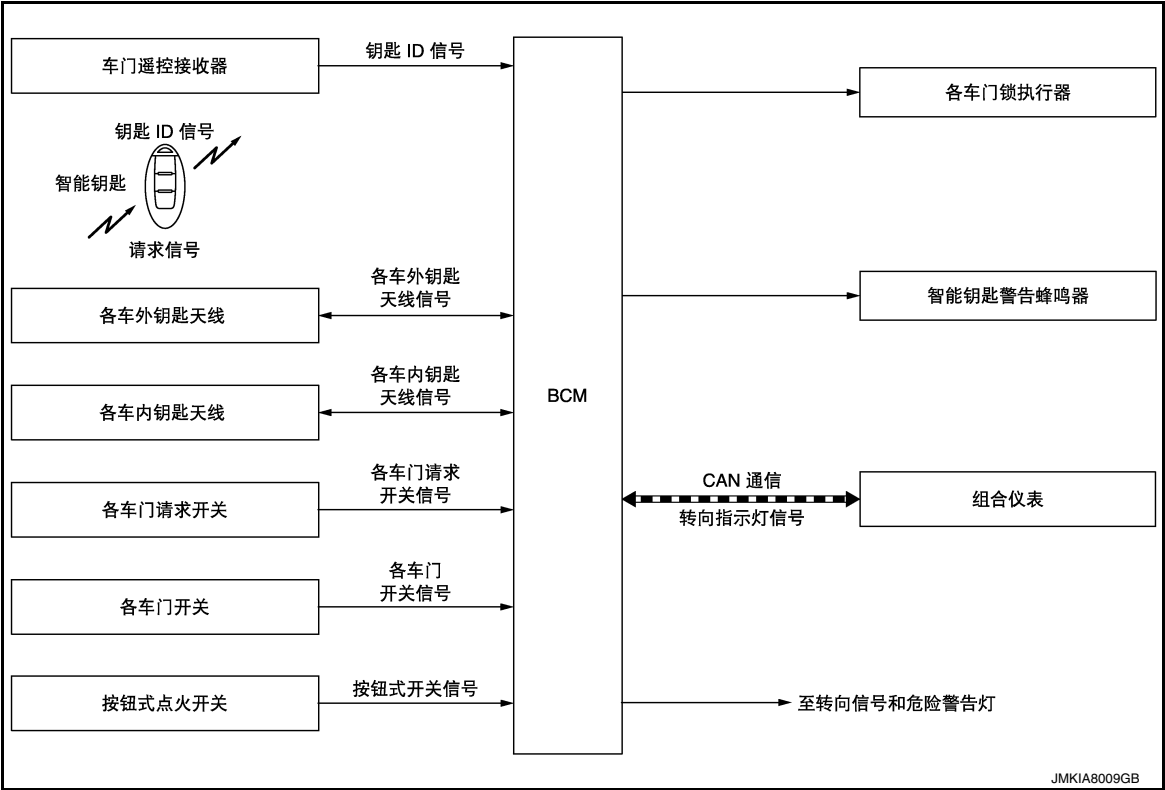 车门遥控接收器
钥匙 ID 信号
钥匙 ID 信号
智能钥匙
请求信号
各车外钥匙天线
各车外钥匙
天线信号
各车内钥匙天线
各车内钥匙
天线信号
各车门请求开关
各车门请求
开关信号
各车门开关
各车门
开关信号
按钮式点火开关
按钮式开关信号
BCM
各车门锁执行器
智能钥匙警告蜂鸣器
CAN 通信
转向指示灯信号
组合仪表
至转向信号和危险警告灯
JMKIA8009GB